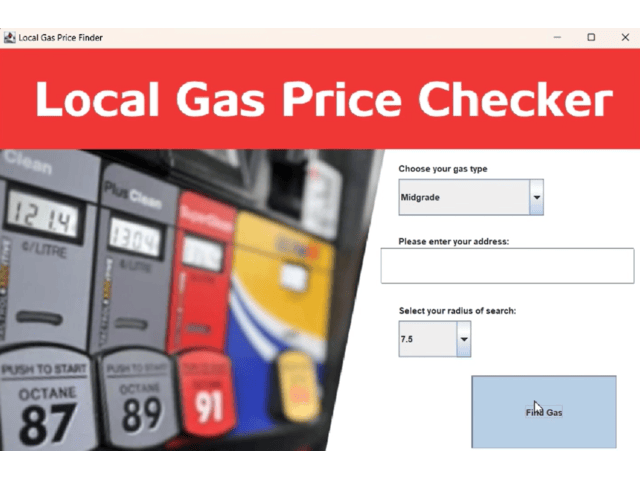 Local Gas Price Finder
Local Gas Price Checker
Clean
PlusClean
SuperClean
121.4
130.4
¢/LITRE
¢/LITRE
PUSH TO START
PUSH TO START
OCTANE
OCTANE
87
89
91
Choose your gas type
Midgrade
Please enter your address:
Select your radius of search:
7.5
Find Gas